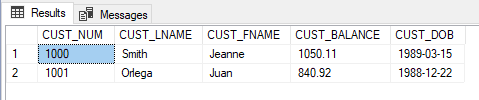 Results Messages
CUST_NUM CUST_LNAME CUST_FNAME CUST_BALANCE CUST_DOB
1 1000 Smith Jeanne 1050.11 1989-03-15
2 1001 Orlega Juan 840.92 1988-12-22